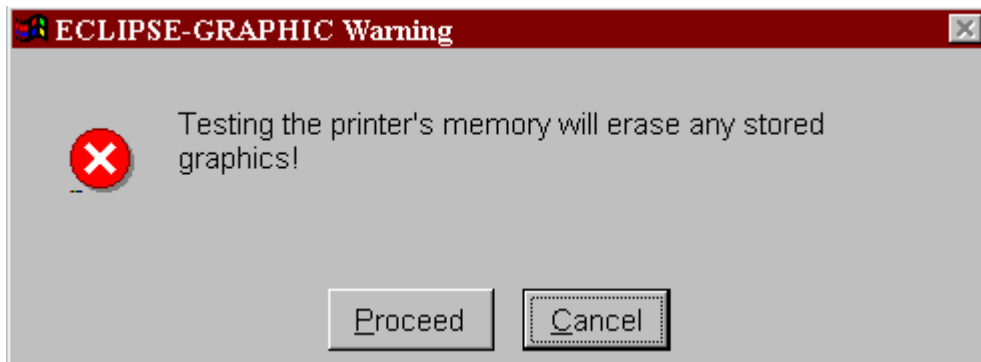 ECLIPSE-GRAPHIC Warning
Testing the printer's memory will erase any stored
graphics!
Proceed Cancel